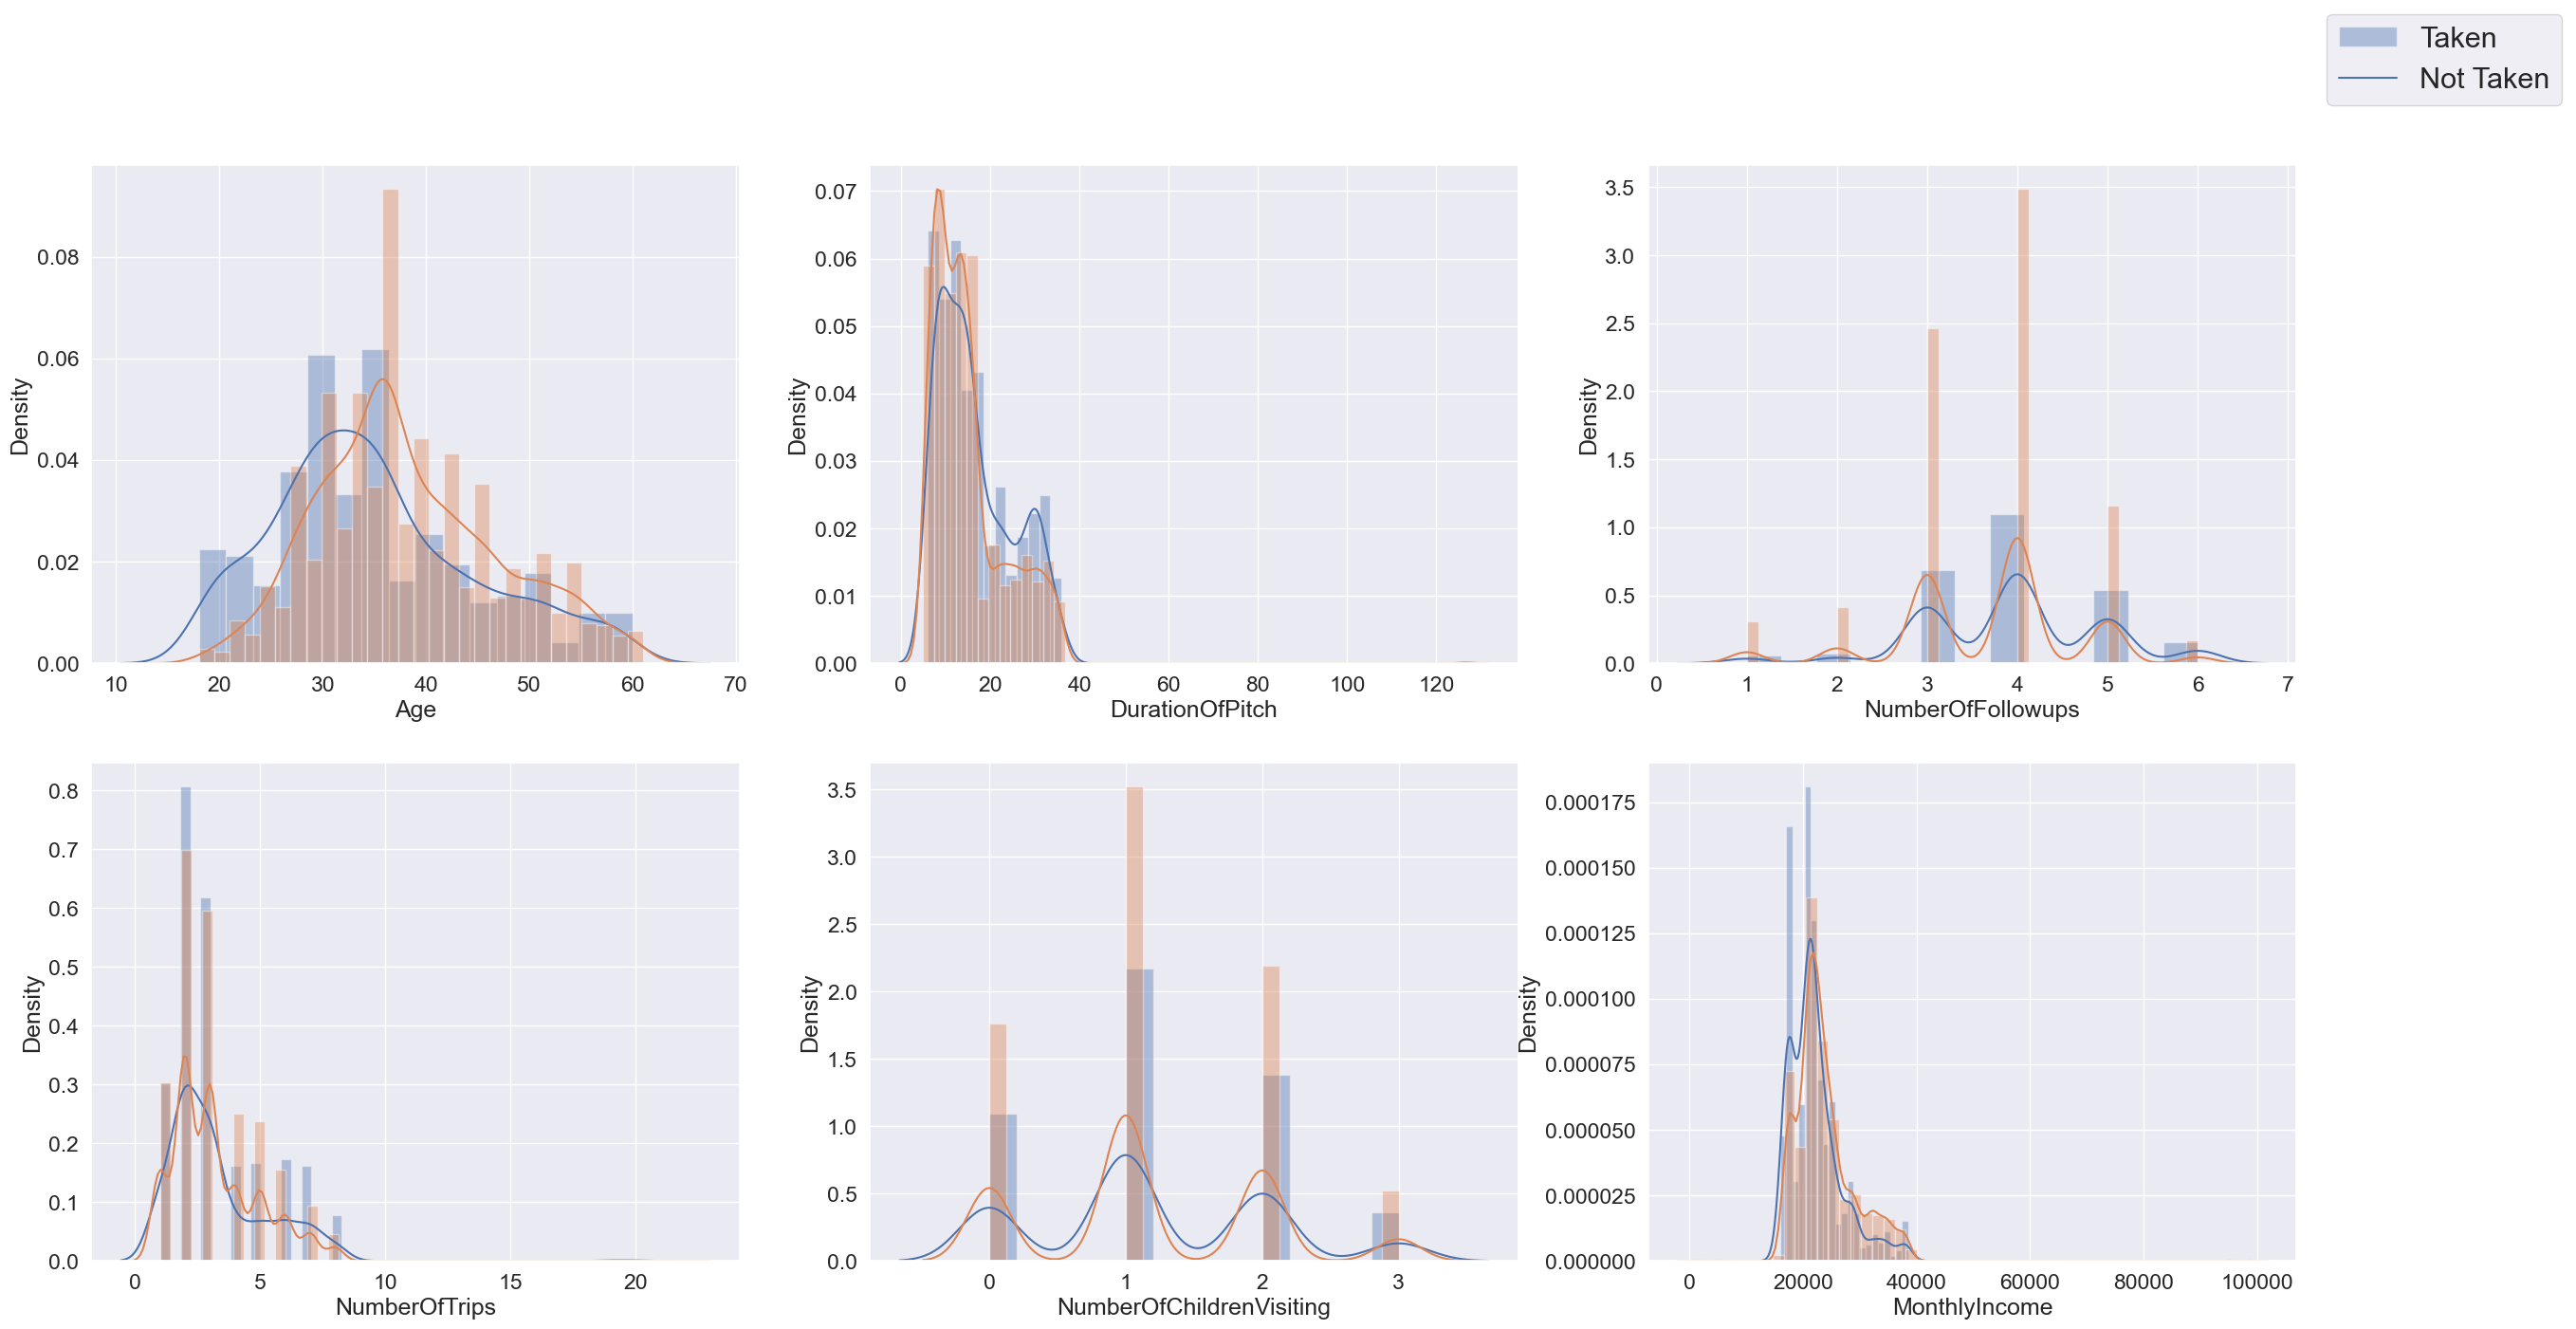 Taken
Not Taken
0.08
0.06
0.04
0.02
0.00
Density
10 20 30 40 50 60 70
Age
0.07
0.06
0.05
0.04
0.03
0.02
0.01
0.00
Density
0 20 40 60 80 100 120
DurationOfPitch
3.5
3.0
2.5
2.0
1.5
1.0
0.5
0.0
Density
0 1 2 3 4 5 6 7
NumberOfFollowups
0.8
0.7
0.6
0.5
0.4
0.3
0.2
0.1
0.0
Density
0 5 10 15 20
NumberOfTrips
3.5
3.0
2.5
2.0
1.5
1.0
0.5
0.0
Density
0 1 2 3
NumberOfChildrenVisiting
0.000175
0.000150
0.000125
0.000100
0.000075
0.000050
0.000025
0.000000
Density
0 20000 40000 60000 80000 100000
MonthlyIncome